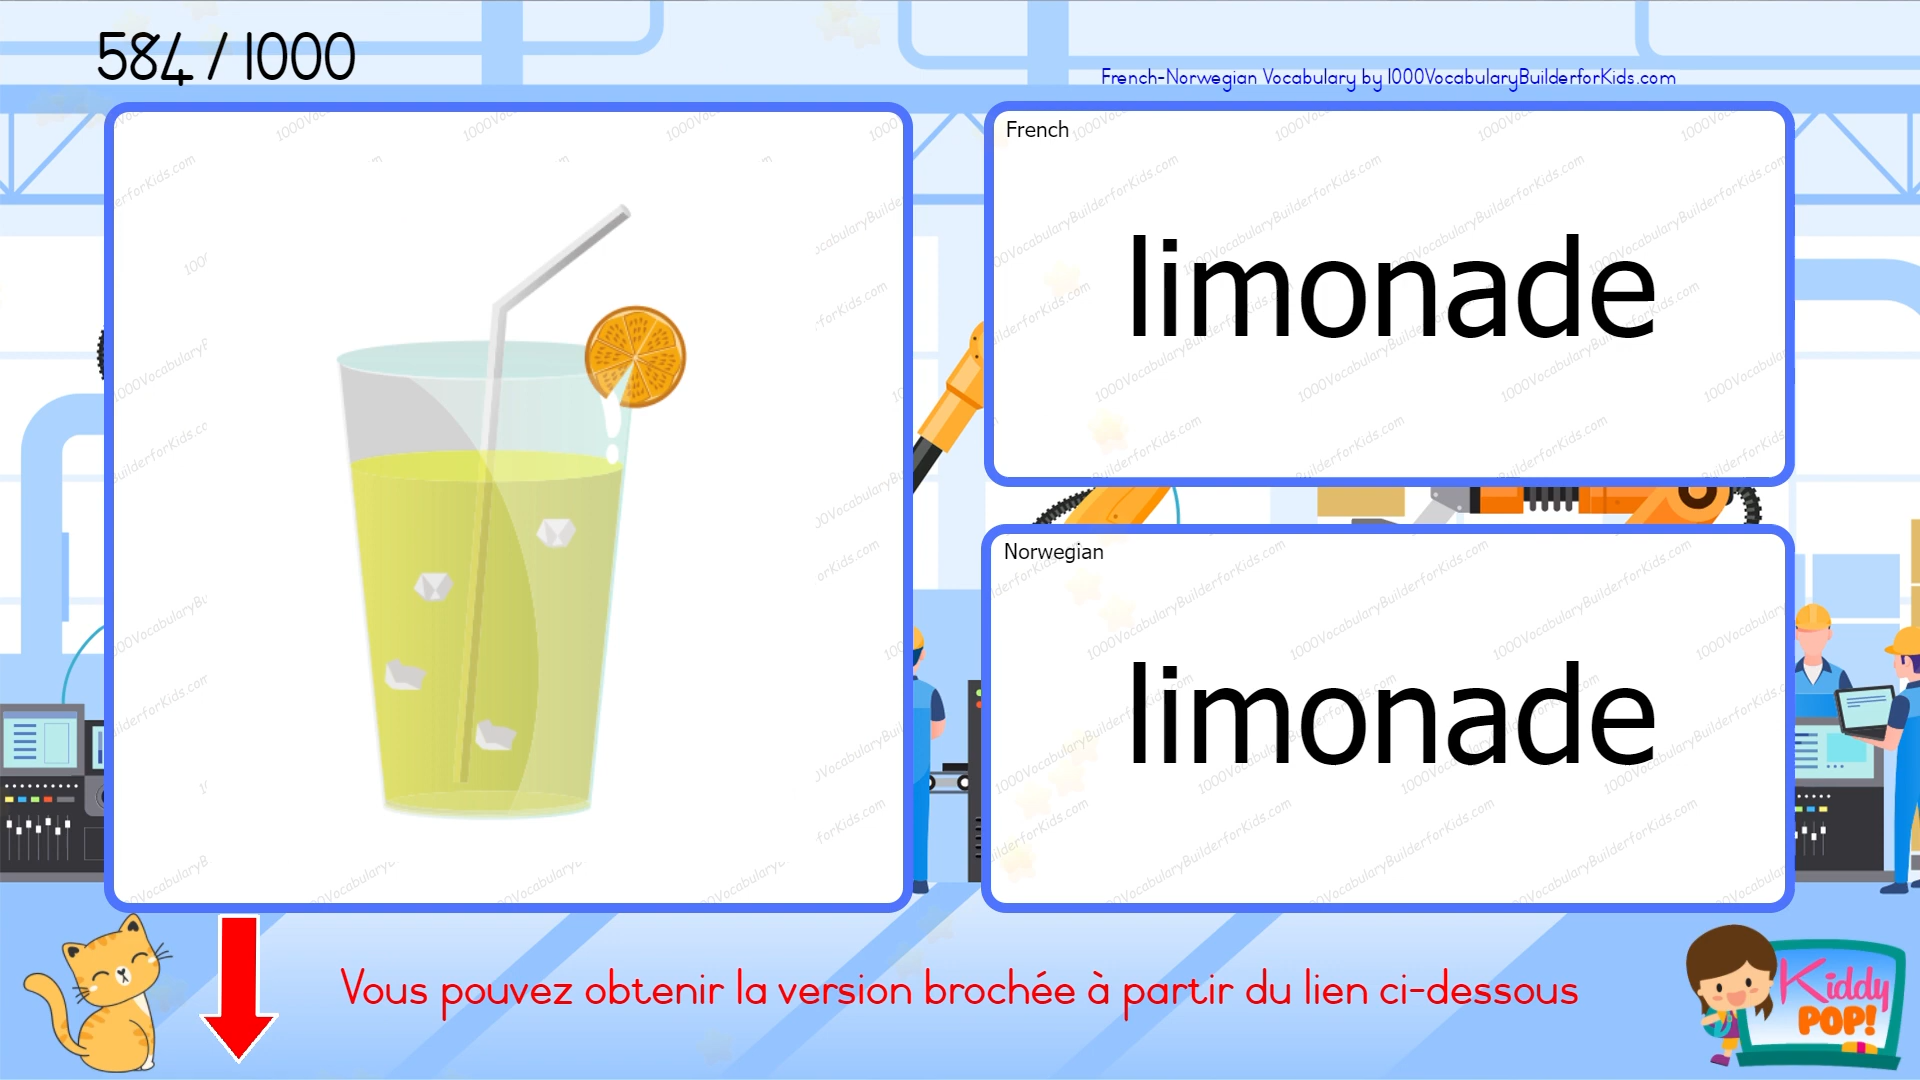 584 / 1000
French-Norwegian Vocabulary by 1000VocabularyBuilderforKids.com
French
limonade
Norwegian
limonade
Vous pouvez obtenir la version brochée à partir du lien ci-dessous
Kiddy
POP!